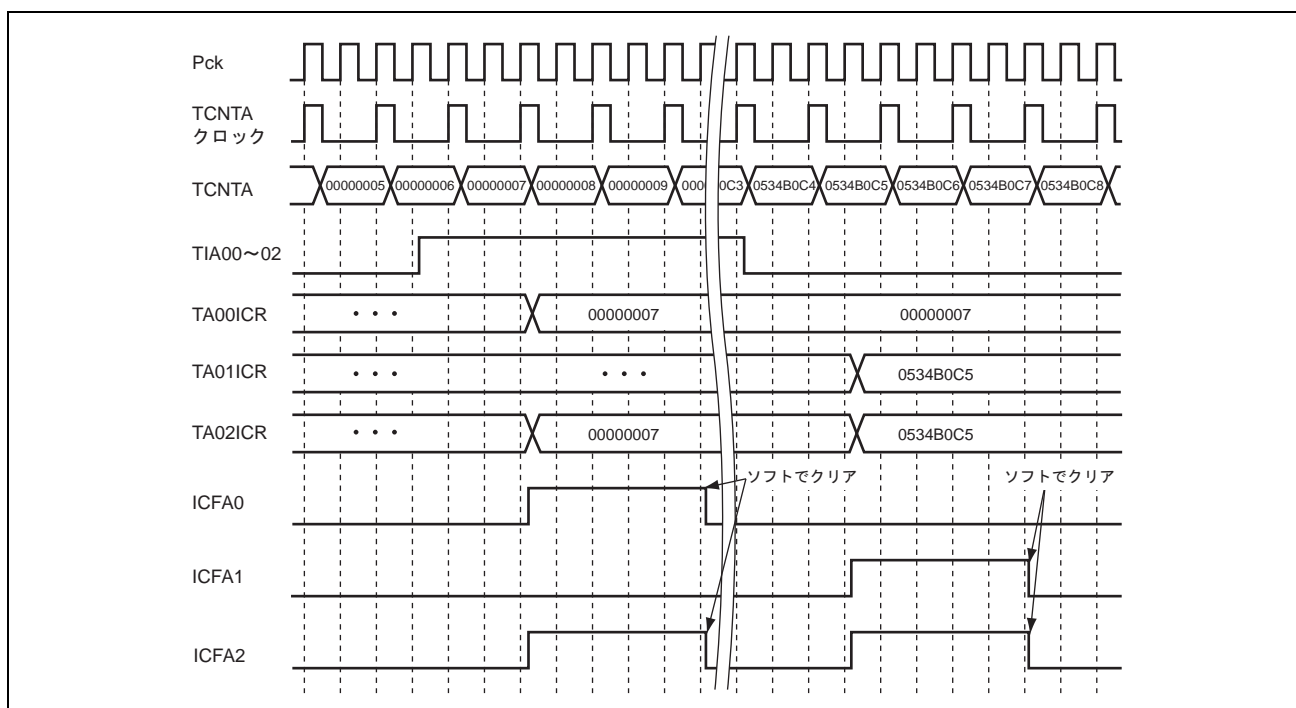 Pck
TCNTA
クロック
TCNTA
00000005 00000006 00000007 00000008 00000009 0000 0C3 0534B0C4 0534B0C5 0534B0C6 0534B0C7 0534B0C8
TIA00～02
TA00ICR ・・・ 00000007 00000007
TA01ICR ・・・ ・・・ 0534B0C5
TA02ICR ・・・ 00000007 0534B0C5
ソフトでクリア ソフトでクリア
ICFA0
ICFA1
ICFA2